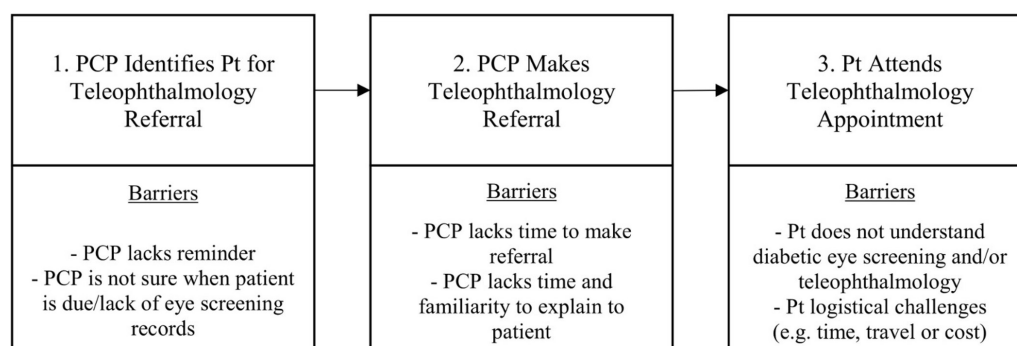 1. PCP Identifies Pt for
Teleophthalmology
Referral
Barriers
- PCP lacks reminder
- PCP is not sure when patient
is due/lack of eye screening
records
2. PCP Makes
Teleophthalmology
Referral
Barriers
- PCP lacks time to make
referral
- PCP lacks time and
familiarity to explain to
patient
3. Pt Attends
Teleophthalmology
Appointment
Barriers
- Pt does not understand
diabetic eye screening and/or
teleophthalmology
- Pt logistical challenges
(e.g. time, travel or cost)